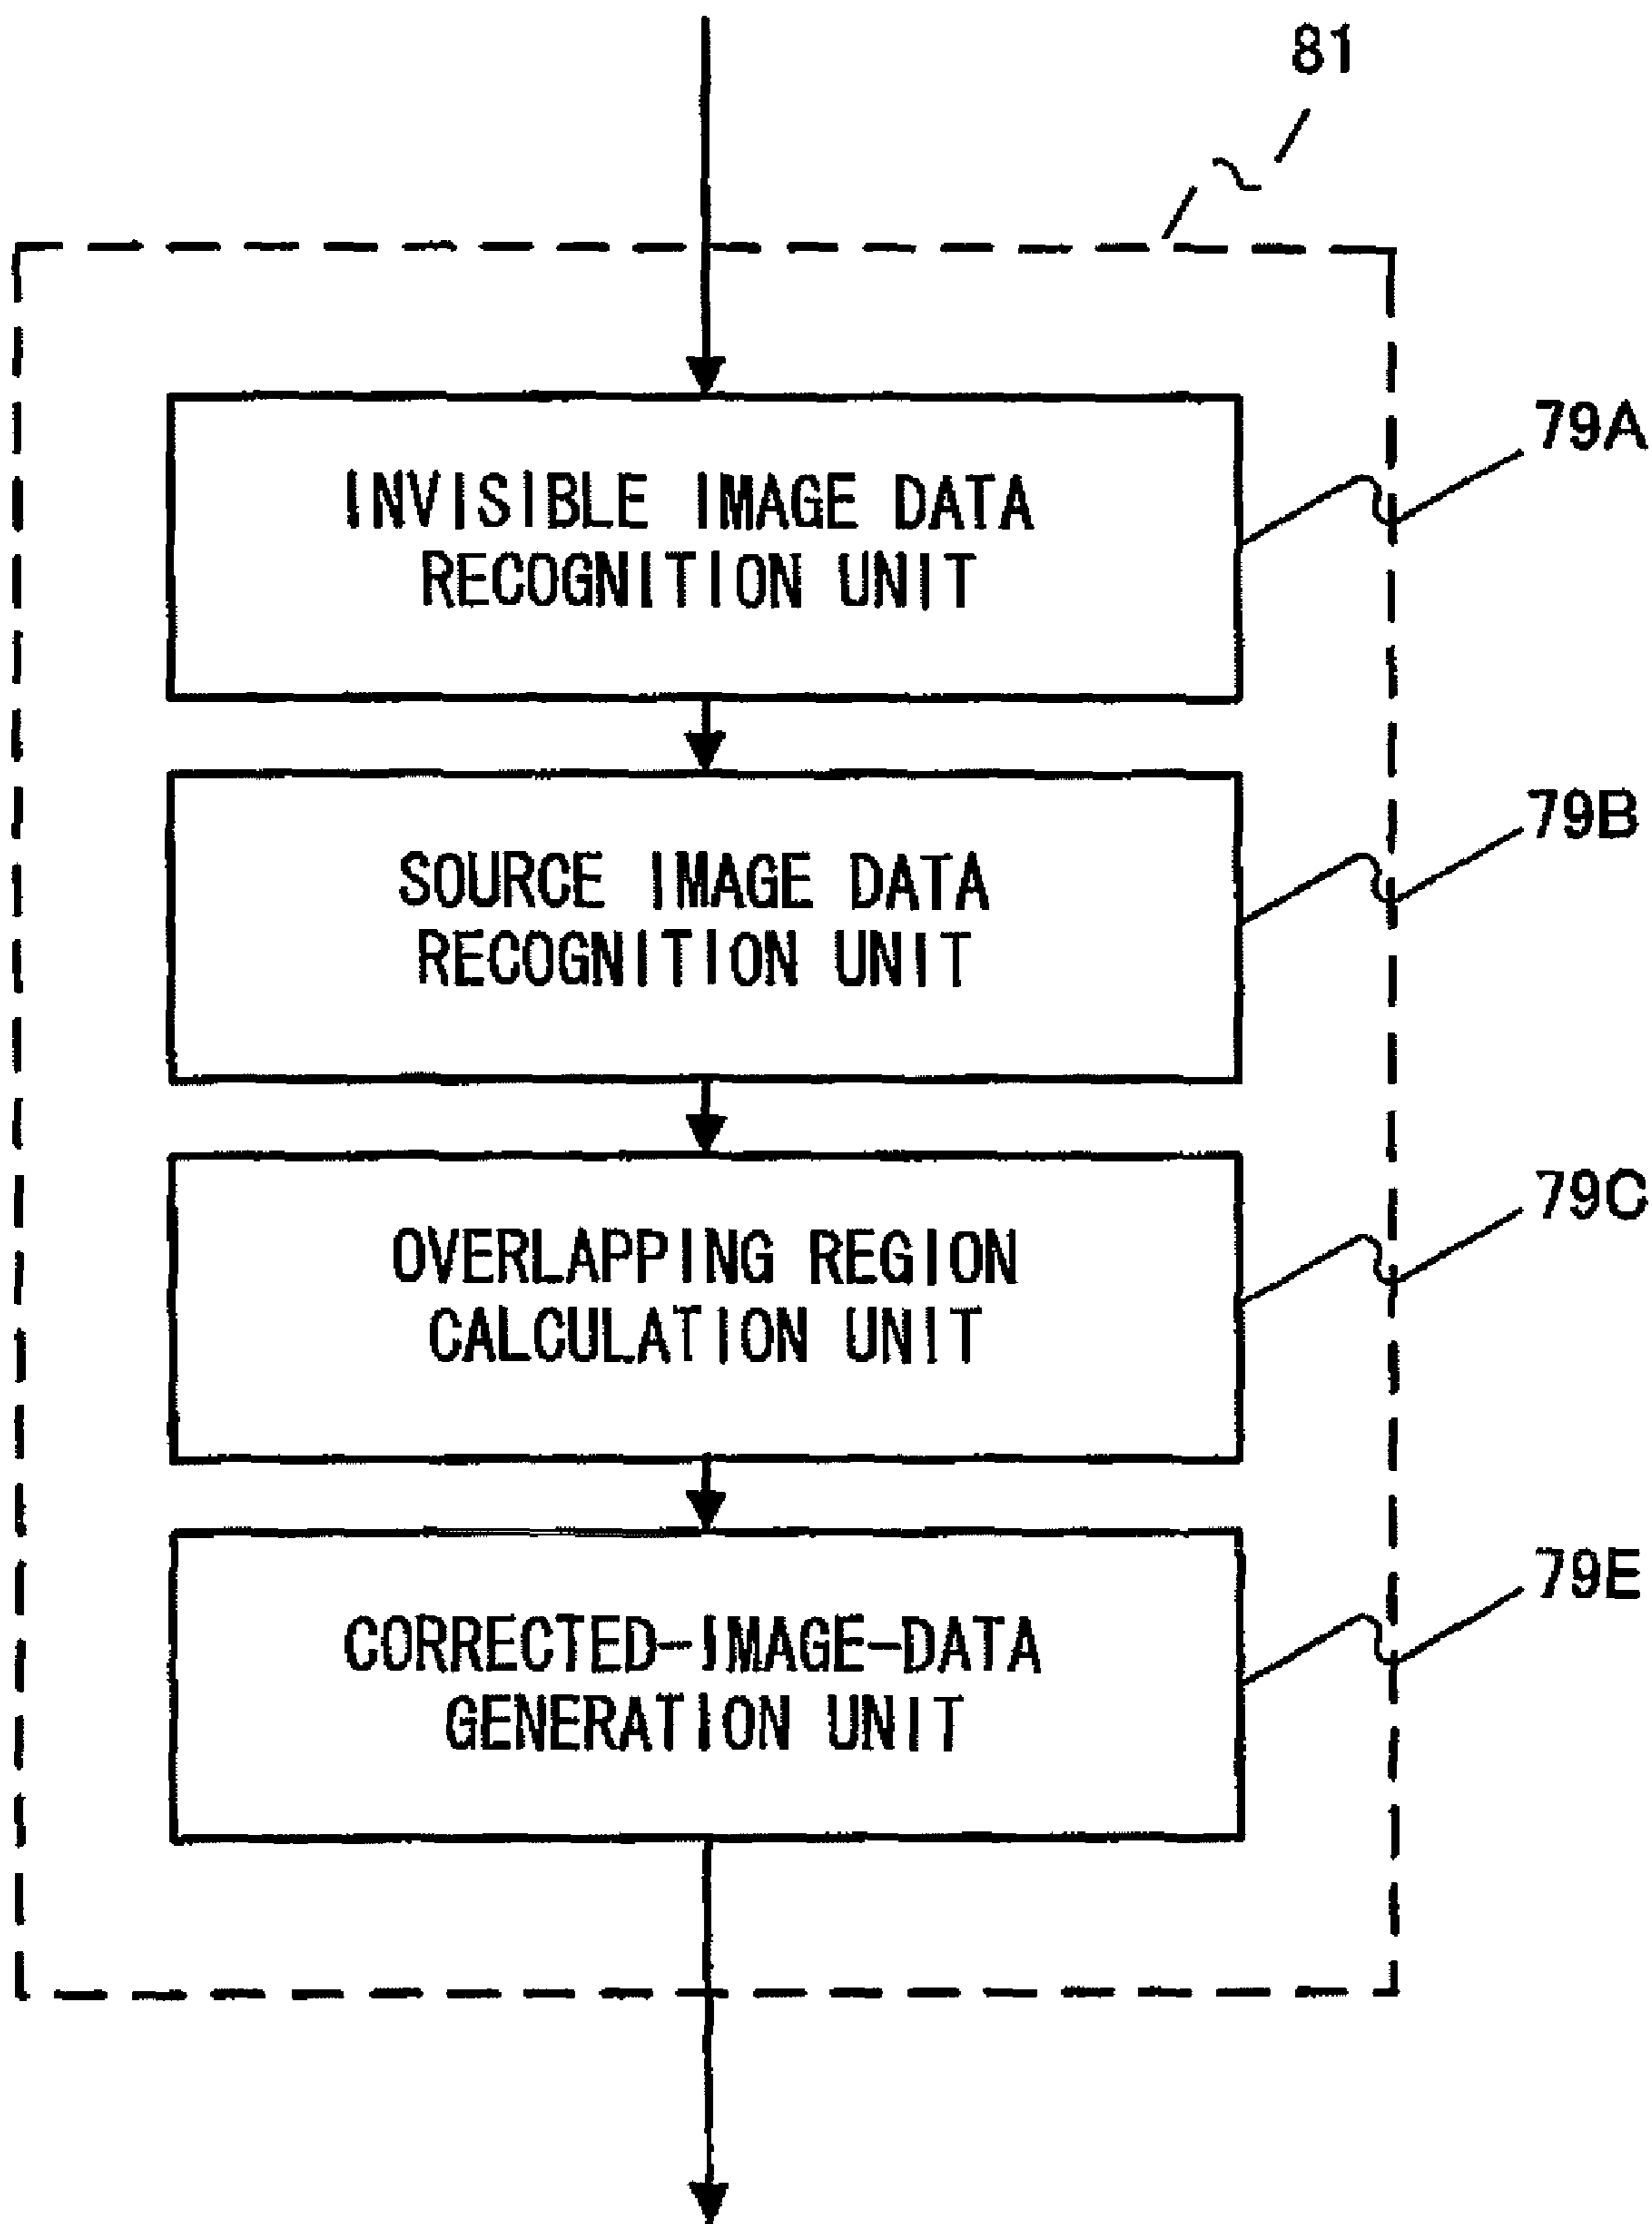 81
INVISIBLE IMAGE DATA
RECOGNITION UNIT
79A
SOURCE IMAGE DATA
RECOGNITION UNIT
79B
OVERLAPPING REGION
CALCULATION UNIT
79C
CORRECTED-IMAGE-DATA
GENERATION UNIT
79E